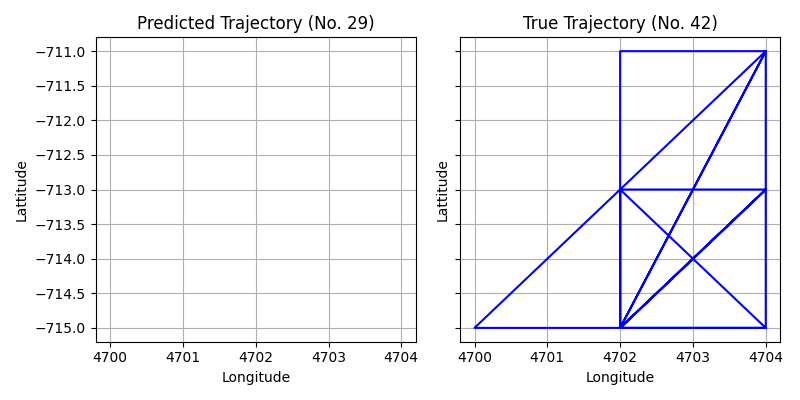 Predicted Trajectory (No. 29)
True Trajectory (No. 42)
−711.0
−711.5
−712.0
−712.5
−713.0
−713.5
−714.0
−714.5
−715.0
Lattitude
Lattitude
4700 4701 4702 4703 4704
4700 4701 4702 4703 4704
Longitude
Longitude